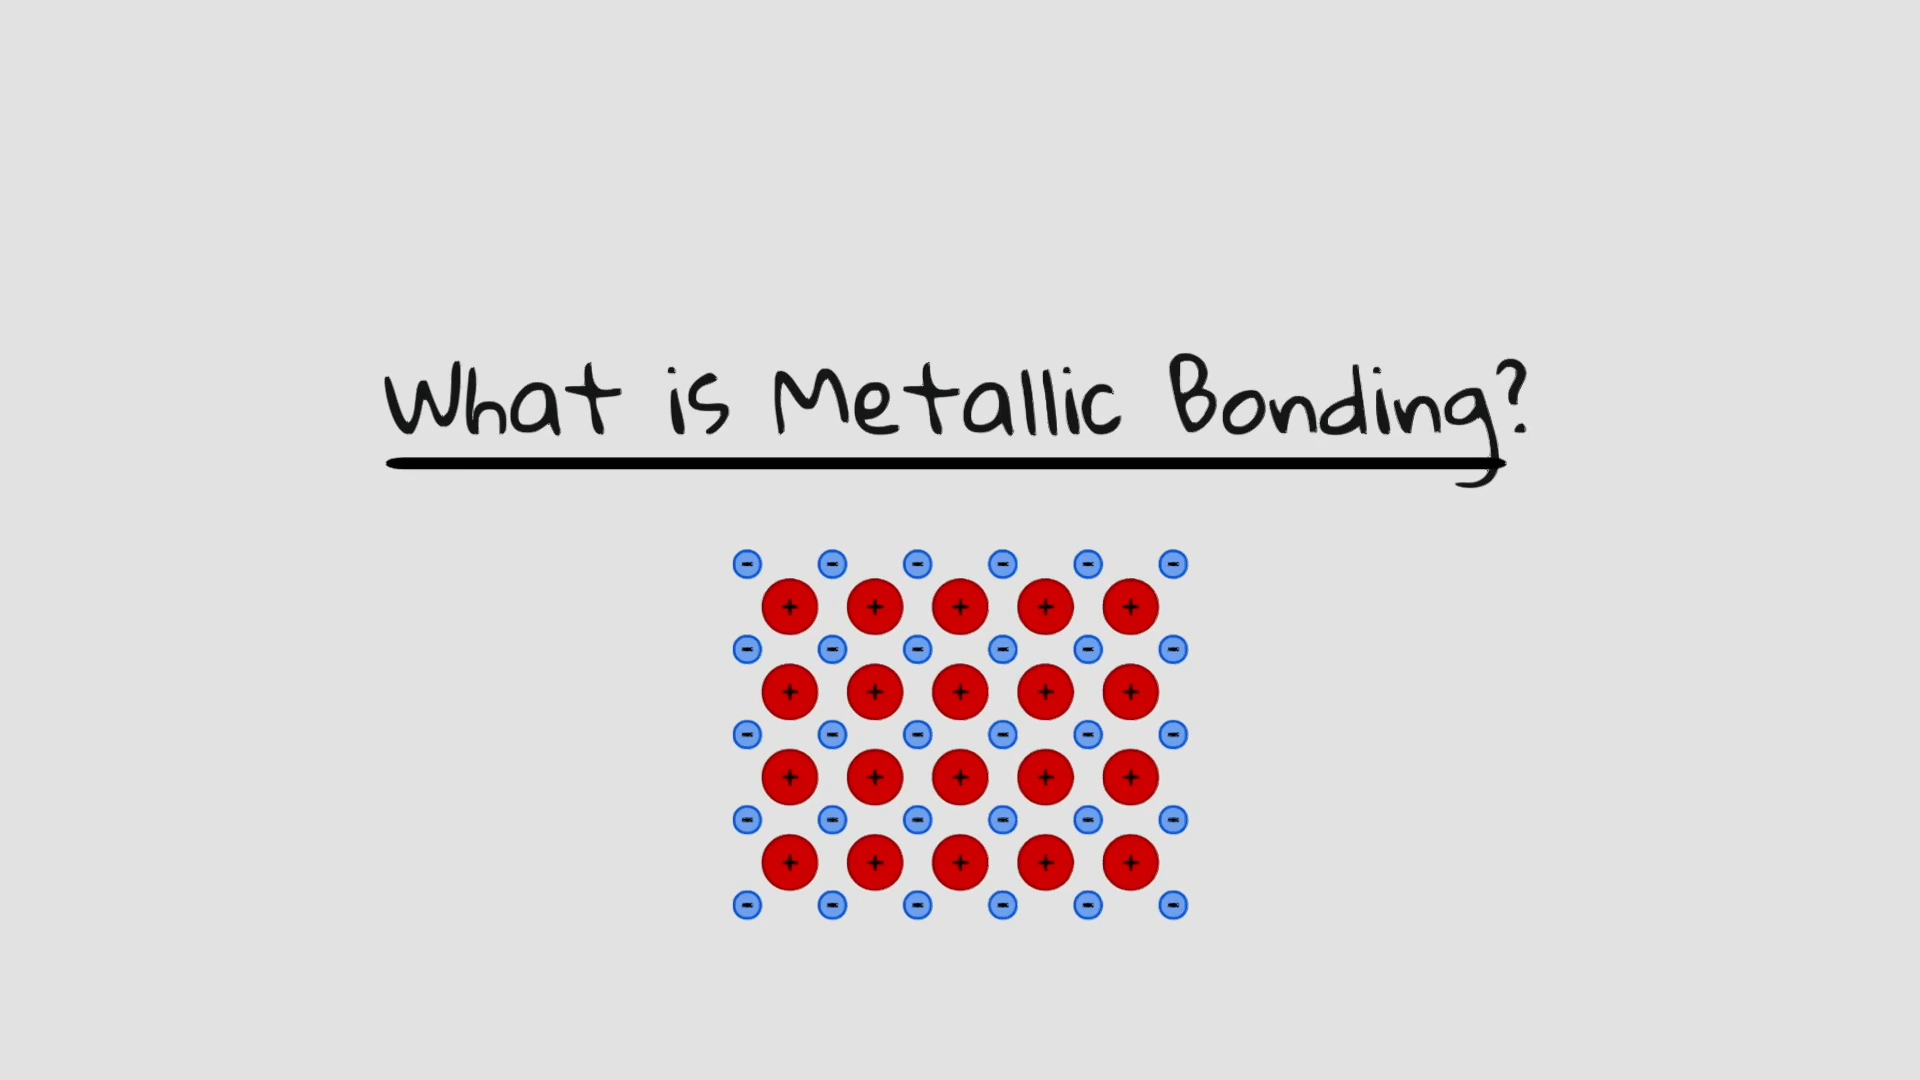 What is Metallic Bonding?
- - - - - -
+ + + + +
- - - - - -
+ + + + +
- - - - - -
+ + + + +
- - - - - -
+ + + + +
- - - - - -